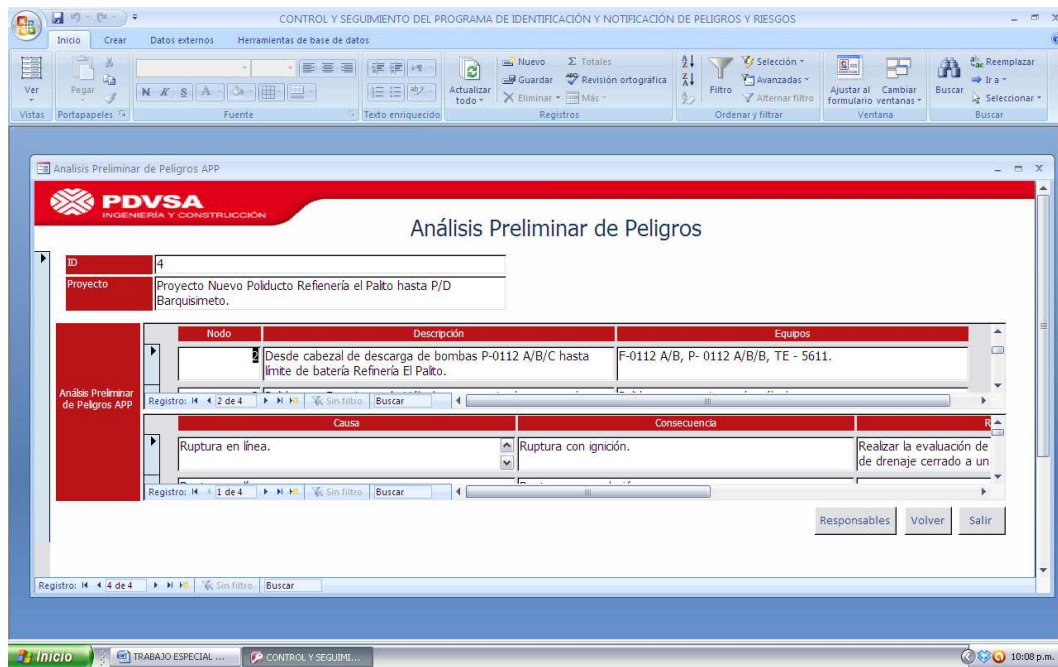 CONTROL Y SEGUIMIENTO DEL PROGRAMA DE IDENTIFICACIÓN Y NOTIFICACIÓN DE PELIGROS Y RIESGOS
Inicio Crear Datos externos Herramientas de base de datos
Ver
Pegar
N K S A
Actualizar todo
Nuevo
Guardar
Eliminar
Totales
Revisión ortográfica
Más
Filtro
Selección
Avanzadas
Alternar filtro
Ajustar al formulario
Cambiar ventanas
Buscar
Reemplazar
Ir a
Seleccionar
Vistas Portapapeles Fuente Texto enriquecido Registros Ordenar y filtrar Ventana Buscar
Analisis Preliminar de Peligros APP
PDVSA
INGENIERÍA Y CONSTRUCCIÓN
Análisis Preliminar de Peligros
ID 4
Proyecto Proyecto Nuevo Poliducto Refienería el Palito hasta P/D
Barquisimeto.
Análisis Preliminar
de Peligros APP
Nodo Descripción Equipos
2 Desde cabezal de descarga de bombas P-0112 A/B/C hasta
límite de batería Refinería El Palito.
F-0112 A/B, P- 0112 A/B/B, TE - 5611.
Registro: 2 de 4 Sin filtro Buscar
Causa Consecuencia R
Ruptura en línea. Ruptura con ignición. Realizar la evaluación de
de drenaje cerrado a un
Registro: 1 de 4 Sin filtro Buscar
Responsables Volver Salir
Registro: 4 de 4 Sin filtro Buscar
Inicio TRABAJO ESPECIAL ... CONTROL Y SEGUIMI... 10:08 p.m.